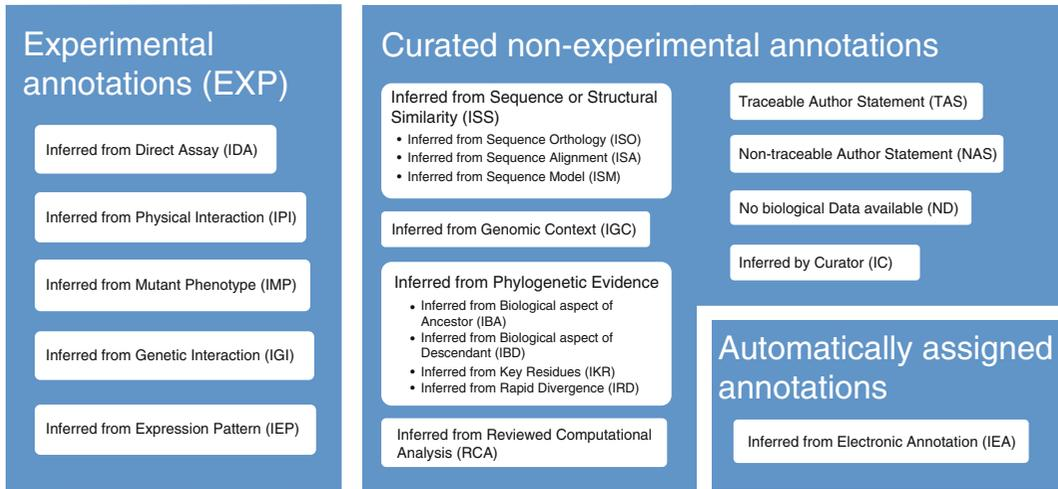 Experimental
annotations (EXP)
Inferred from Direct Assay (IDA)
Inferred from Physical Interaction (IPI)
Inferred from Mutant Phenotype (IMP)
Inferred from Genetic Interaction (IGI)
Inferred from Expression Pattern (IEP)
Curated non-experimental annotations
Inferred from Sequence or Structural
Similarity (ISS)
• Inferred from Sequence Orthology (ISO)
• Inferred from Sequence Alignment (ISA)
• Inferred from Sequence Model (ISM)
Inferred from Genomic Context (IGC)
Inferred from Phylogenetic Evidence
• Inferred from Biological aspect of
Ancestor (IBA)
• Inferred from Biological aspect of
Descendant (IBD)
• Inferred from Key Residues (IKR)
• Inferred from Rapid Divergence (IRD)
Inferred from Reviewed Computational
Analysis (RCA)
Traceable Author Statement (TAS)
Non-traceable Author Statement (NAS)
No biological Data available (ND)
Inferred by Curator (IC)
Automatically assigned
annotations
Inferred from Electronic Annotation (IEA)